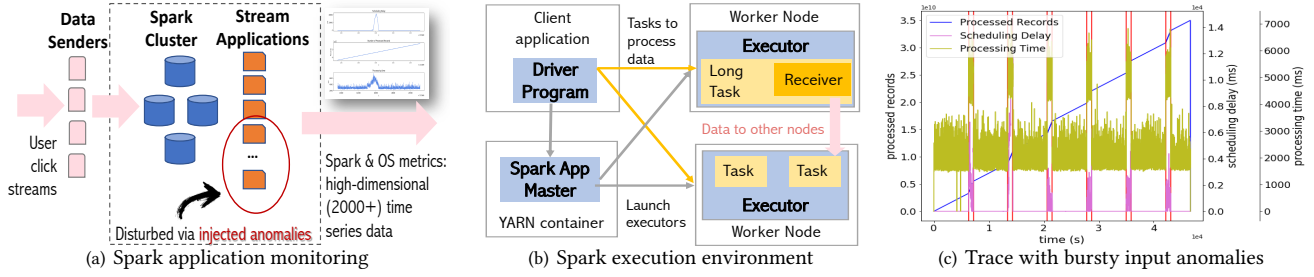 Data
Senders
Spark
Cluster
Stream
Applications
User
click
streams
...
Disturbed via injected anomalies
Spark & OS metrics:
high-dimensional
(2000+) time
series data
(a) Spark application monitoring
Client
application
Tasks to
process
data
Worker Node
Executor
Driver
Program
Long
Task
Receiver
Data to other nodes
Spark App
Master
YARN container
Launch
executors
Task
Task
Executor
Worker Node
(b) Spark execution environment
1e10
Processed Records
Scheduling Delay
Processing Time
processed records
3.5
3.0
2.5
2.0
1.5
1.0
0.5
0.0
0
1
2
3
4
time (s)
1e4
scheduling delay (ms)
1.4
1.2
1.0
0.8
0.6
0.4
0.2
0.0
1e4
processing time (ms)
7000
6000
5000
4000
3000
2000
1000
0
(c) Trace with bursty input anomalies